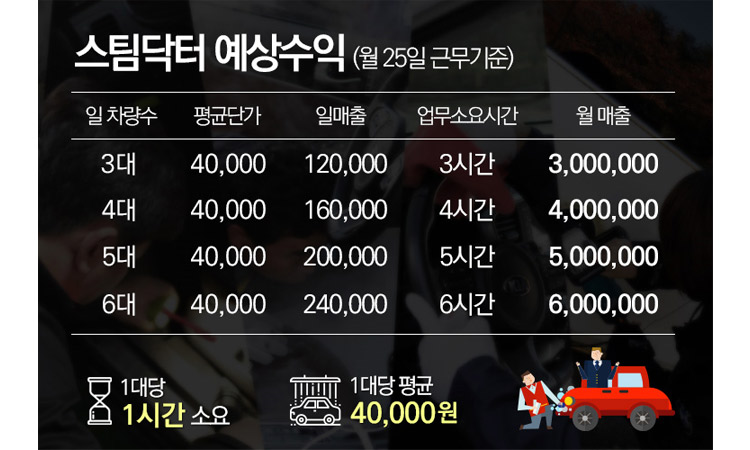 스팀닥터 예상수익 (월 25일 근무기준)
일 차량수 평균단가 일매출 업무소요시간 월 매출
3대 40,000 120,000 3시간 3,000,000
4대 40,000 160,000 4시간 4,000,000
5대 40,000 200,000 5시간 5,000,000
6대 40,000 240,000 6시간 6,000,000
1대당
1시간 소요
1대당 평균
40,000원